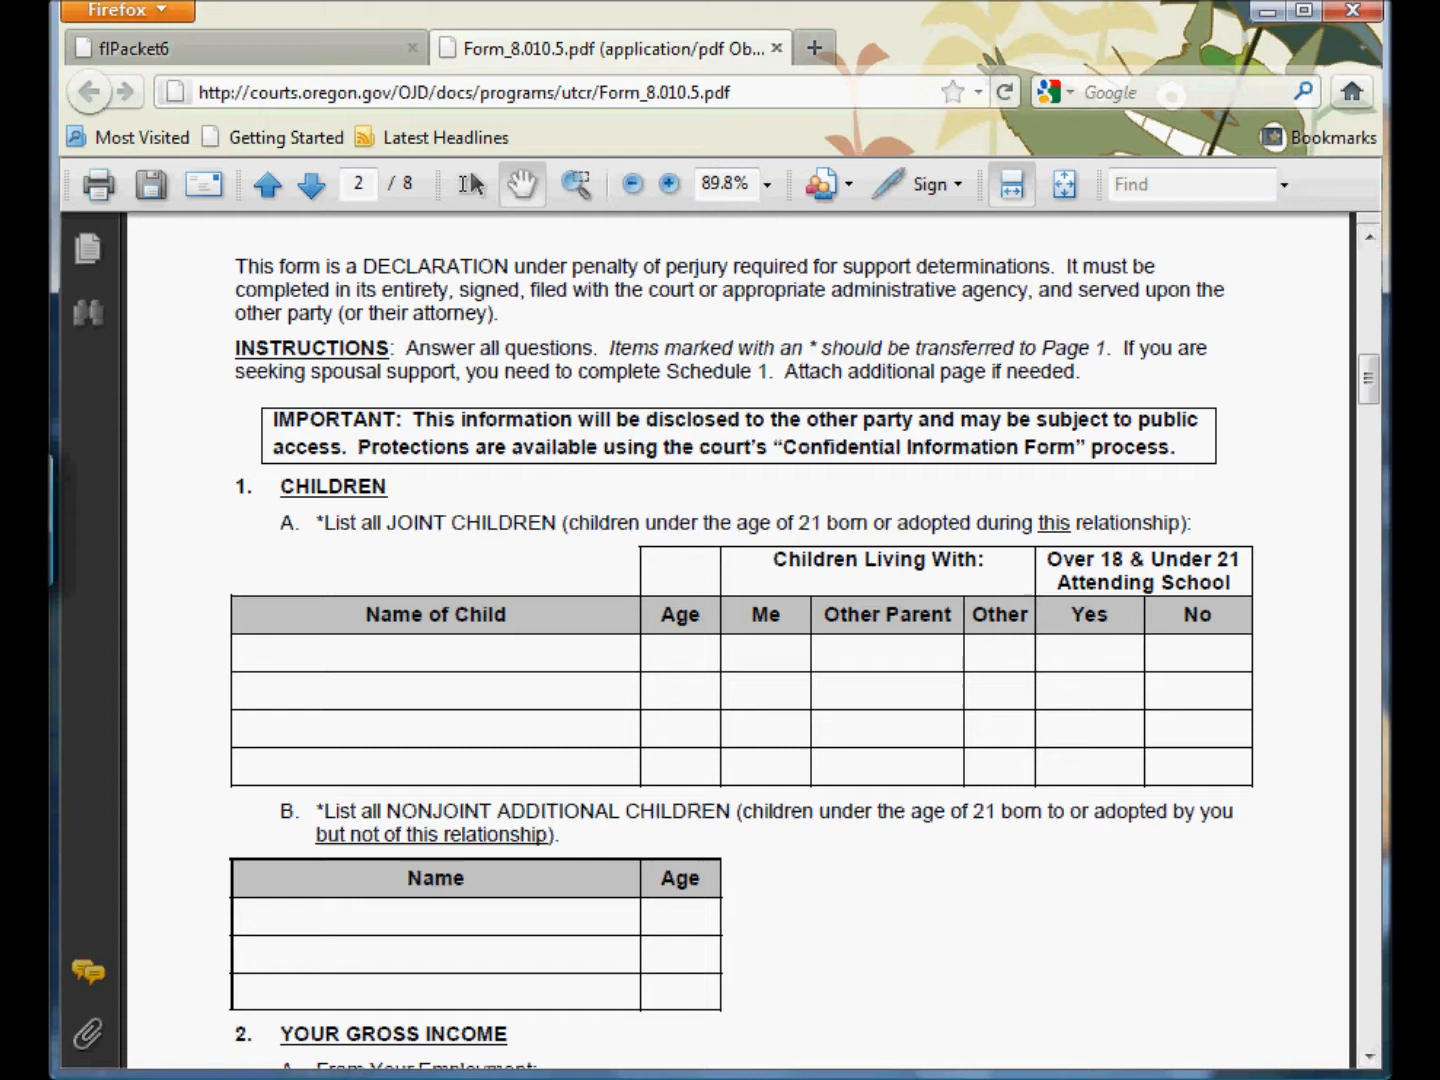 Firefox
flPacket6
Form_8.010.5.pdf (application/pdf Ob...
http://courts.oregon.gov/OJD/docs/programs/utcr/Form_8.010.5.pdf
Google
Most Visited
Getting Started
Latest Headlines
Bookmarks
2 / 8
89.8%
Sign
Find
This form is a DECLARATION under penalty of perjury required for support determinations. It must be
completed in its entirety, signed, filed with the court or appropriate administrative agency, and served upon the
other party (or their attorney).
INSTRUCTIONS: Answer all questions. Items marked with an * should be transferred to Page 1. If you are
seeking spousal support, you need to complete Schedule 1. Attach additional page if needed.
IMPORTANT: This information will be disclosed to the other party and may be subject to public
access. Protections are available using the court's “Confidential Information Form” process.
1. CHILDREN
A. *List all JOINT CHILDREN (children under the age of 21 born or adopted during this relationship):
Children Living With:
Over 18 & Under 21
Attending School
Name of Child Age Me Other Parent Other Yes No
B. *List all NONJOINT ADDITIONAL CHILDREN (children under the age of 21 born to or adopted by you
but not of this relationship).
Name Age
2. YOUR GROSS INCOME
A. From Your Employment: